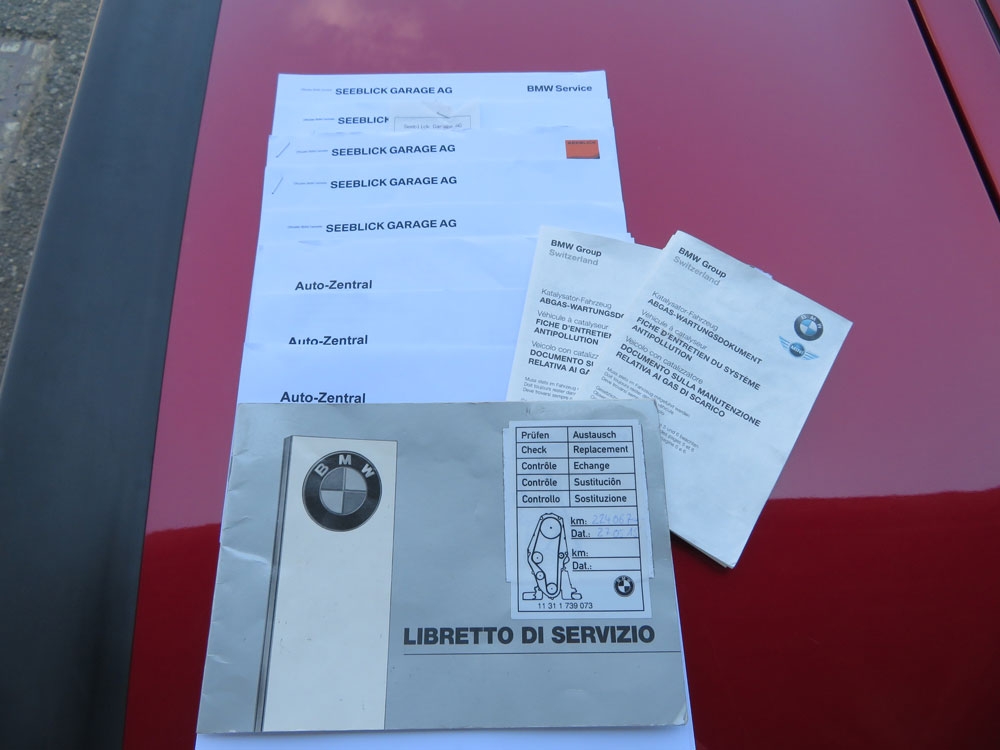 SEEBLICK GARAGE AG
BMW Service
SEEBLICK
Seeblick Garage AG
SEEBLICK GARAGE AG
SEEBLICK GARAGE AG
SEEBLICK GARAGE AG
Auto-Zentral
Auto-Zentral
Auto-Zentral
BMW Group
Switzerland
Katalysator-Fahrzeug
ABGAS-WARTUNGSD
Véhicule à catalyseur
FICHE D'ENTRETIEN
ANTIPOLLUTION
Veicolo con cataliz
DOCUMENTO S
RELATIVA AI GA
BMW Group
Switzerland
BMW
Katalysator-Fahrzeug
ABGAS-WARTUNGSDOKUMENT
Véhicule à catalyseur
FICHE D'ENTRETIEN DU SYSTÈME
ANTIPOLLUTION
Veicolo con catalizzatore
DOCUMENTO SULLA MANUTENZIONE
RELATIVA AI GAS DI SCARICO
BMW
Prüfen Austausch
Check Replacement
Contrôle Echange
Contrôle Sustitución
Controllo Sostituzione
km:
Dat.:
km:
Dat.:
11 31 1 739 073
LIBRETTO DI SERVIZIO